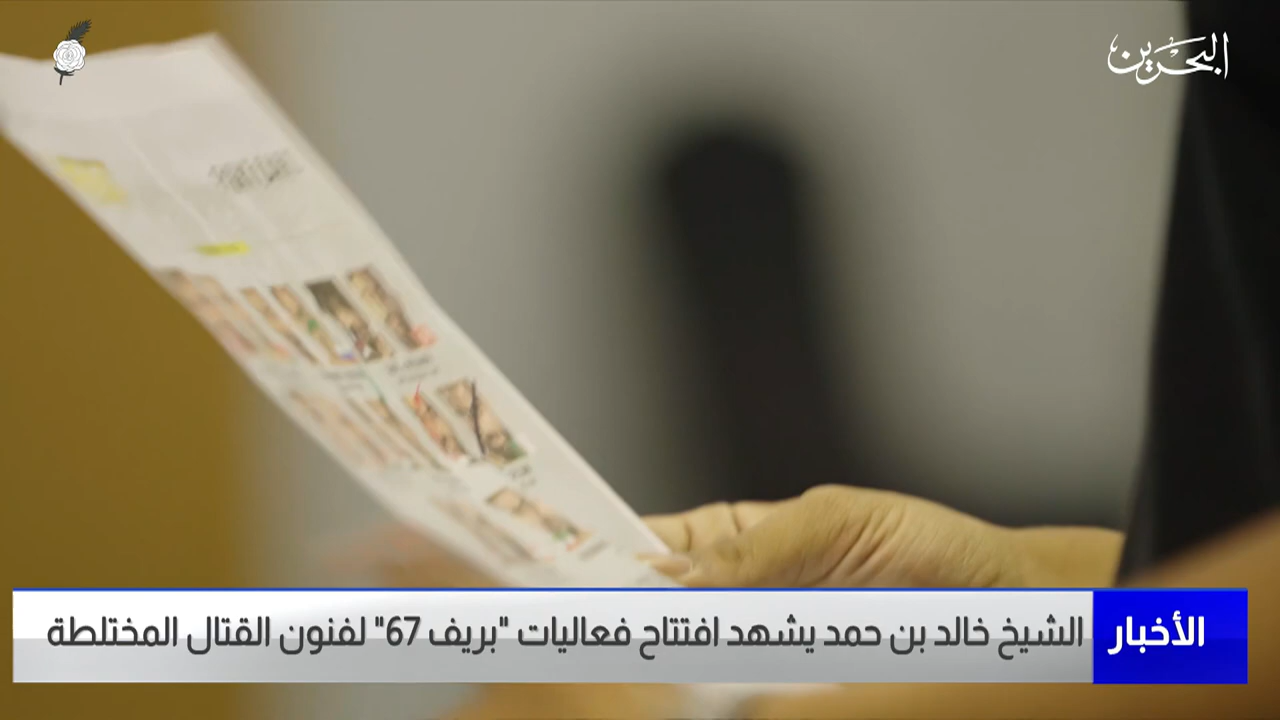 البحرين
الأخبار
الشيخ خالد بن حمد يشهد افتتاح فعاليات "بريف 67" لفنون القتال المختلطة